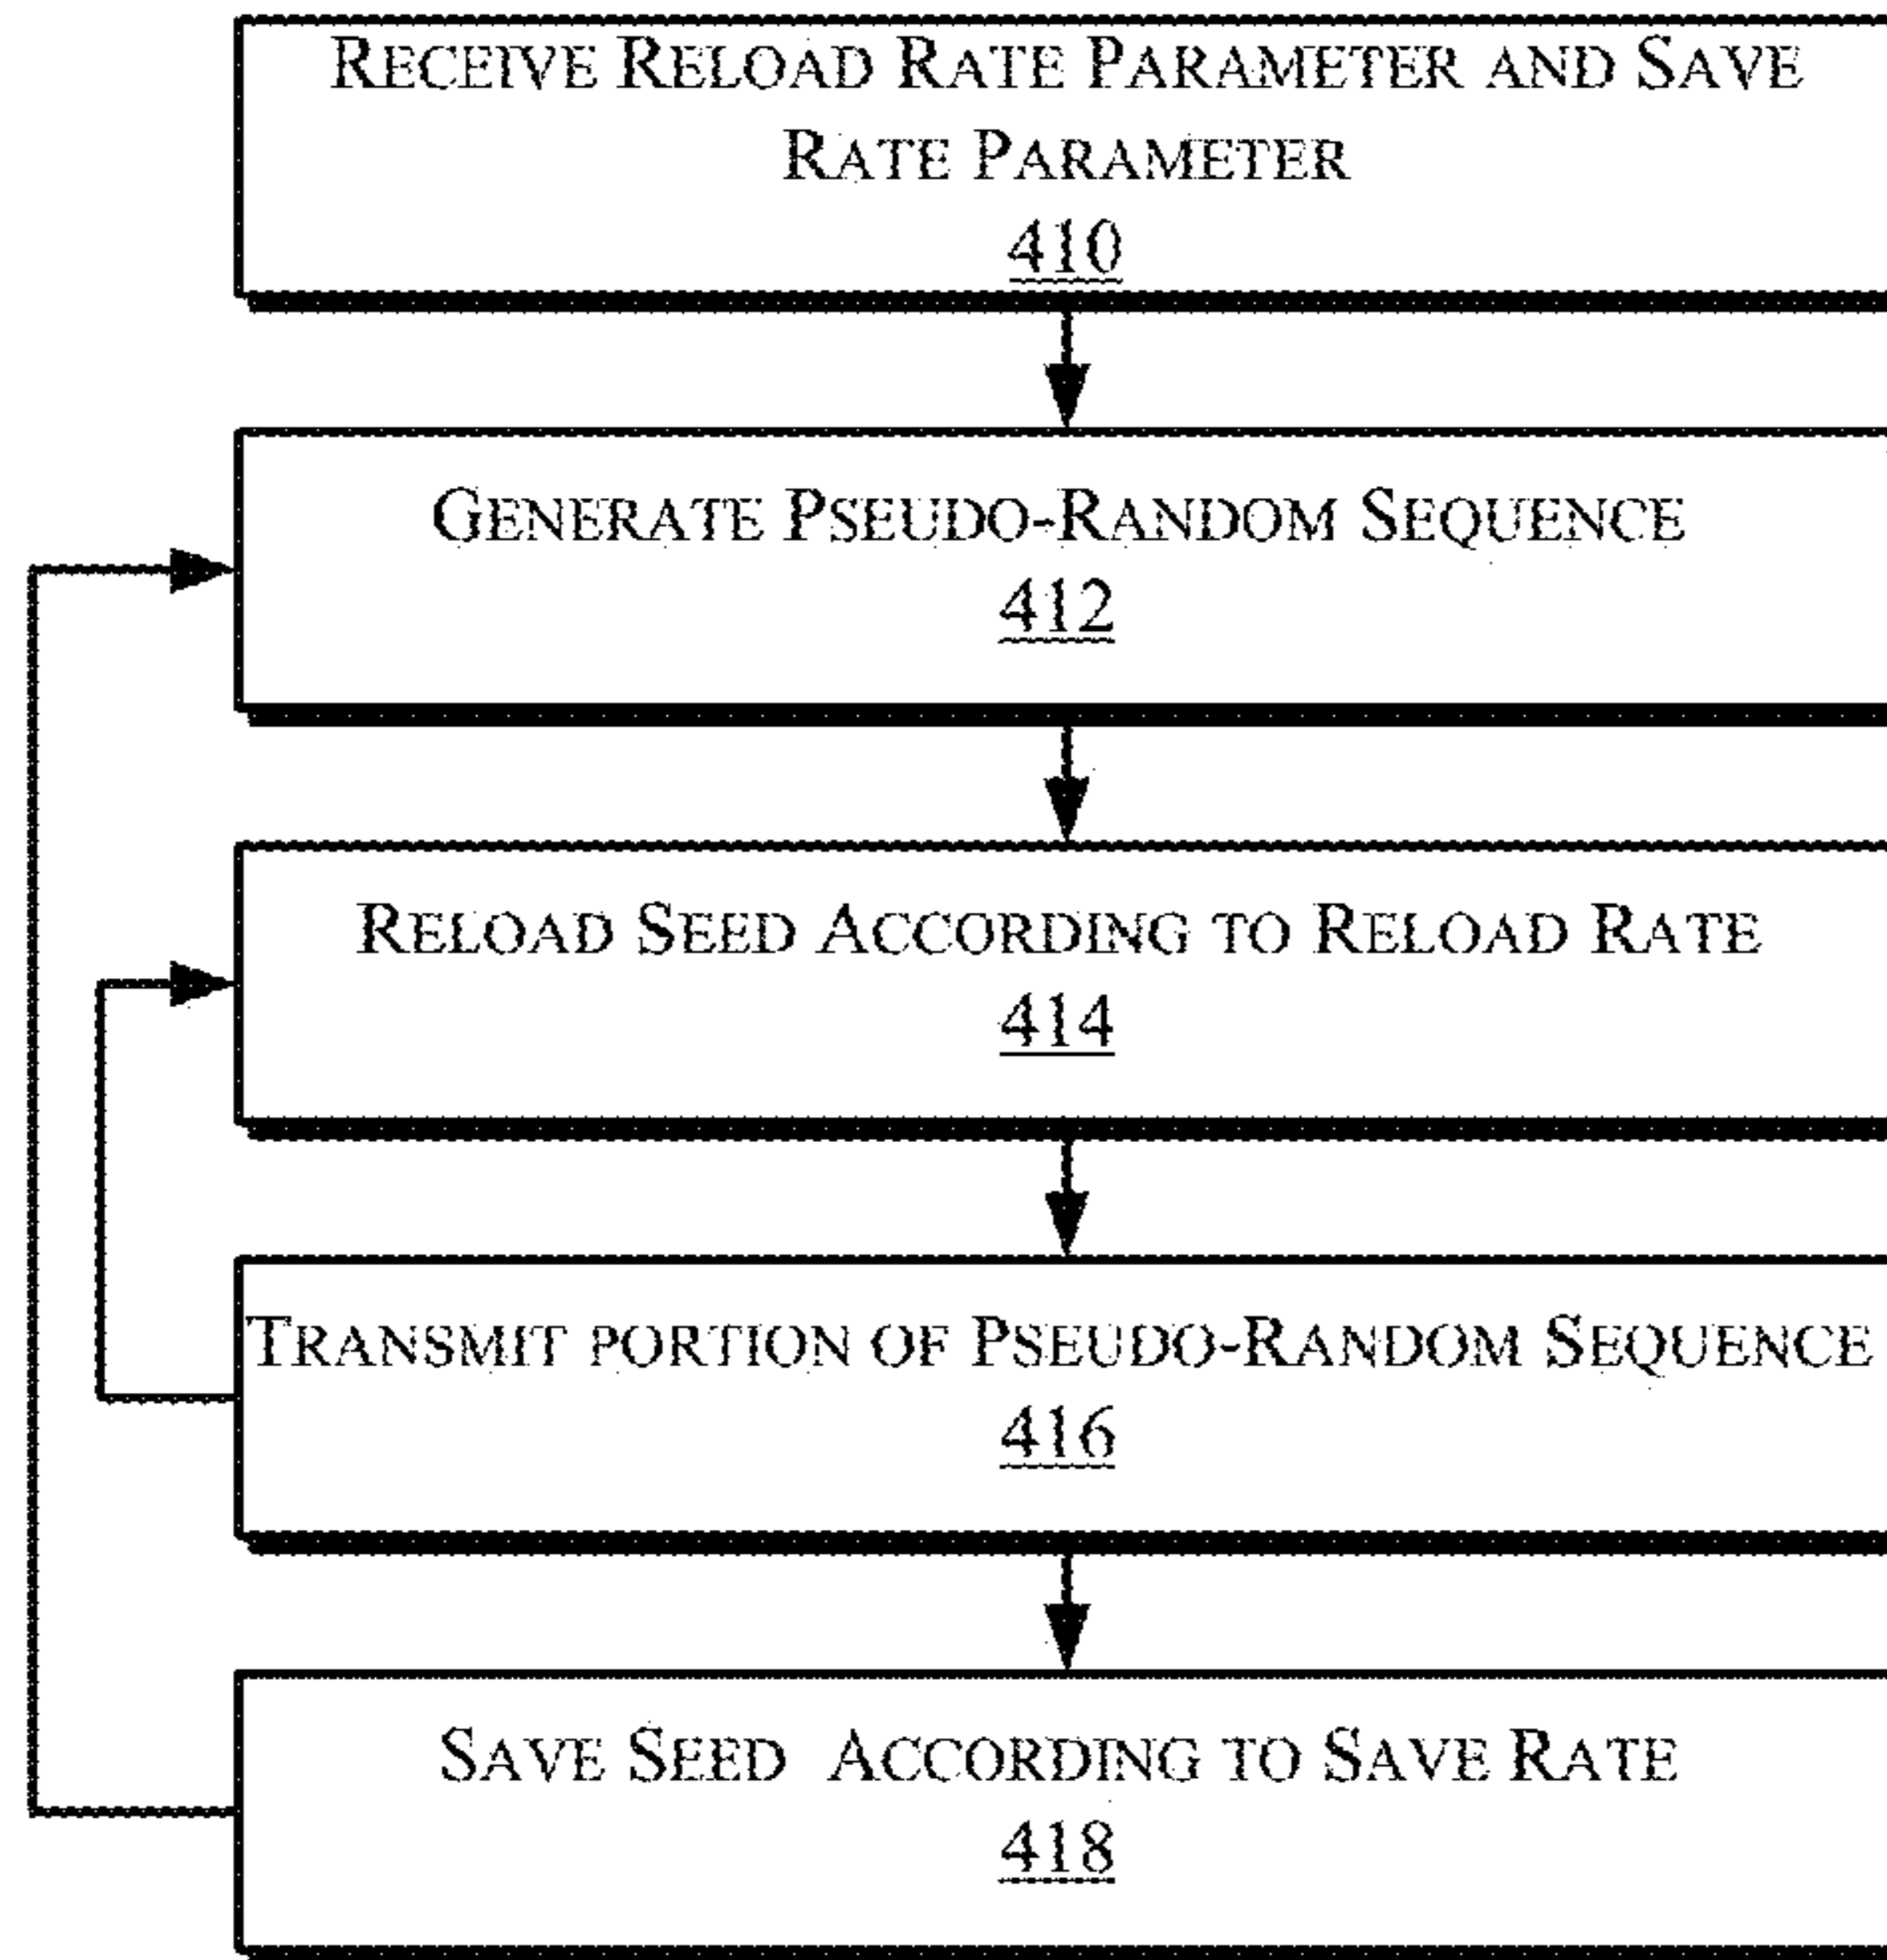 RECEIVE RELOAD RATE PARAMETER AND SAVE
RATE PARAMETER
410
GENERATE PSEUDO-RANDOM SEQUENCE
412
RELOAD SEED ACCORDING TO RELOAD RATE
414
TRANSMIT PORTION OF PSEUDO-RANDOM SEQUENCE
416
SAVE SEED ACCORDING TO SAVE RATE
418